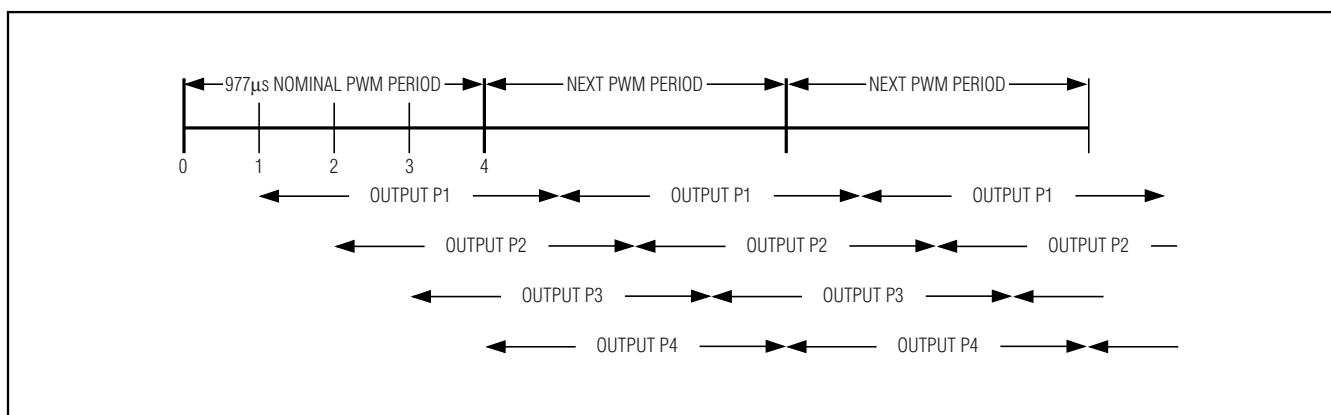 977μs NOMINAL PWM PERIOD NEXT PWM PERIOD NEXT PWM PERIOD
0 1 2 3 4
OUTPUT P1 OUTPUT P1 OUTPUT P1
OUTPUT P2 OUTPUT P2 OUTPUT P2
OUTPUT P3 OUTPUT P3
OUTPUT P4 OUTPUT P4